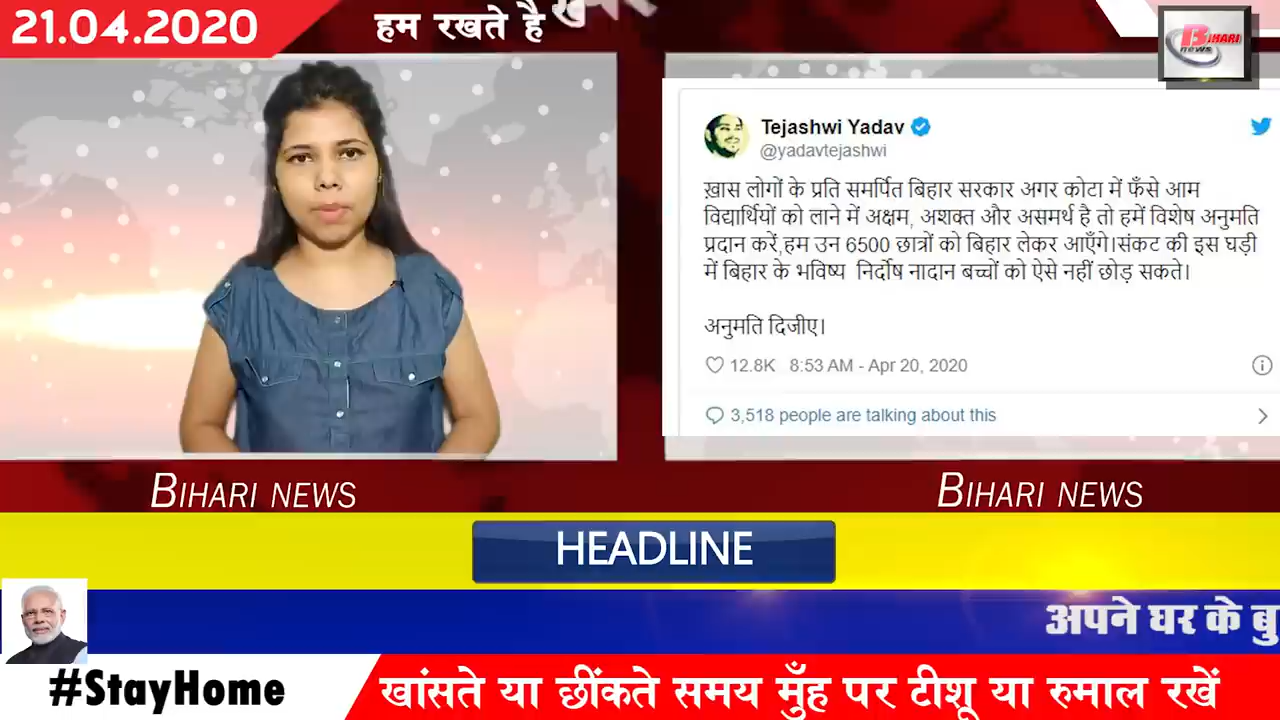 21.04.2020
हम रखते है
BIHARI
news
Tejashwi Yadav
@yadavtejashwi
ख़ास लोगों के प्रति समर्पित बिहार सरकार अगर कोटा में फँसे आम
विद्यार्थियों को लाने में अक्षम, अशक्त और असमर्थ है तो हमें विशेष अनुमति
प्रदान करें,हम उन 6500 छात्रों को बिहार लेकर आएँगे।संकट की इस घड़ी
में बिहार के भविष्य निर्दोष नादान बच्चों को ऐसे नहीं छोड़ सकते।
अनुमति दिजीए।
12.8K 8:53 AM - Apr 20, 2020
3,518 people are talking about this
BIHARI NEWS
BIHARI NEWS
HEADLINE
अपने घर के बु
#StayHome
खांसते या छींकते समय मुँह पर टीशू या रुमाल रखें